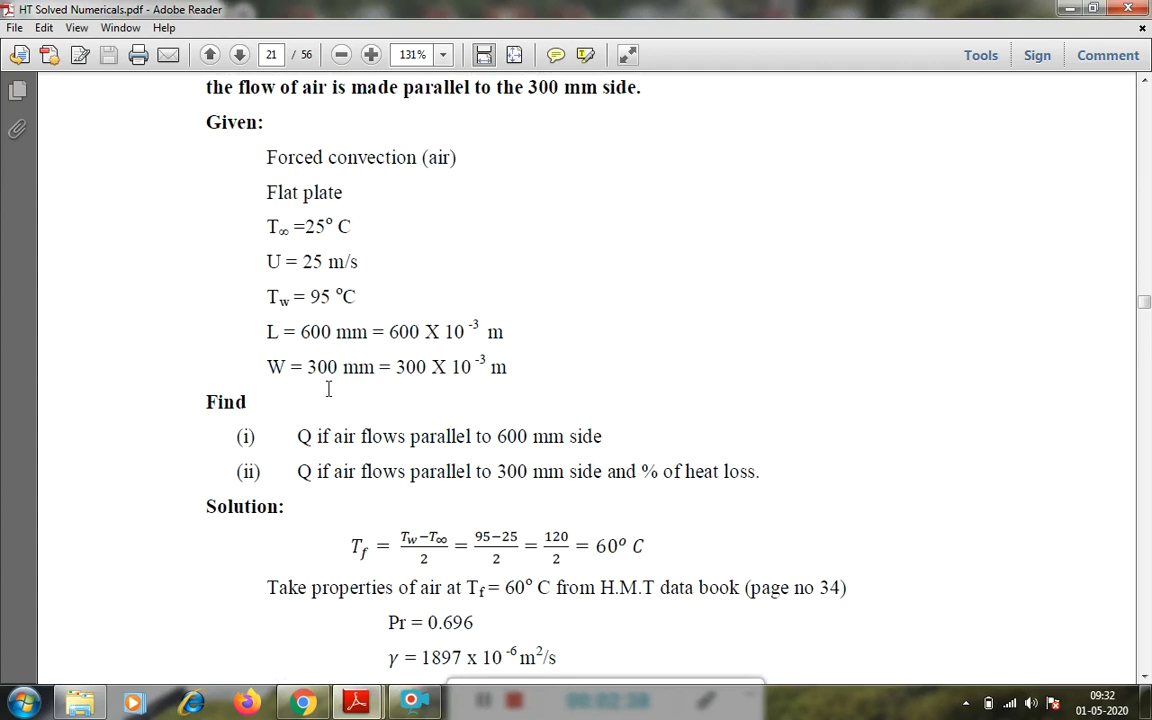 HT Solved Numericals.pdf - Adobe Reader
File Edit View Window Help
21 / 56 131% Tools Sign Comment
the flow of air is made parallel to the 300 mm side.
Given:
Forced convection (air)
Flat plate
T∞ =25° C
U = 25 m/s
Tw = 95 °C
L = 600 mm = 600 X 10 -3 m
W = 300 mm = 300 X 10 -3 m
Find
(i) Q if air flows parallel to 600 mm side
(ii) Q if air flows parallel to 300 mm side and % of heat loss.
Solution:
Tf = (Tw−T∞)/2 = (95−25)/2 = 120/2 = 60° C
Take properties of air at Tf = 60° C from H.M.T data book (page no 34)
Pr = 0.696
γ = 1897 x 10 -6 m2/s
09:32
01-05-2020